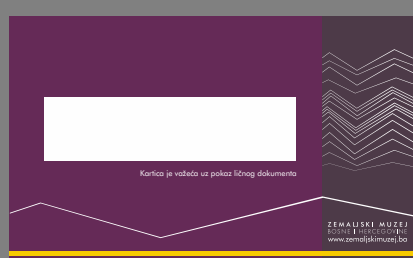 Kartica je važeća uz pokaz ličnog dokumenta
ZEMALJSKI MUZEJ
BOSNE I HERCEGOVINE
www.zemaljskimuzej.ba